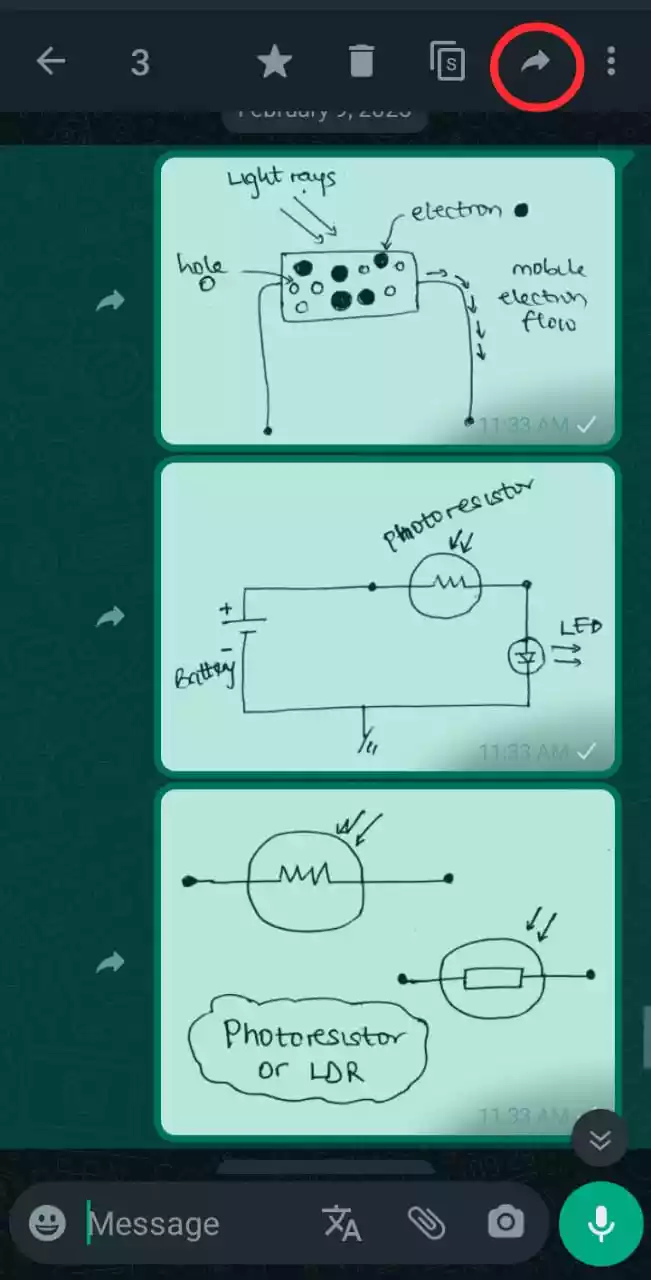 3
S
February 9, 2023
Light rays
electron
hole
mobile
electron
flow
11:33 AM
Photoresistor
+
LED
-
Battery
11:33 AM
Photoresistor
or LDR
11:33 AM
Message